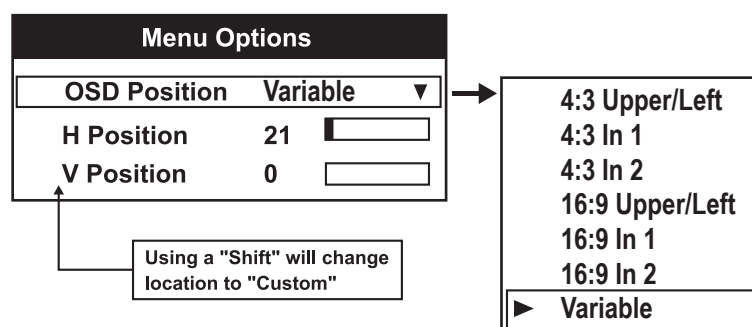 Menu Options
OSD Position Variable ▼
H Position 21
V Position 0
Using a "Shift" will change
location to "Custom"
4:3 Upper/Left
4:3 In 1
4:3 In 2
16:9 Upper/Left
16:9 In 1
16:9 In 2
► Variable